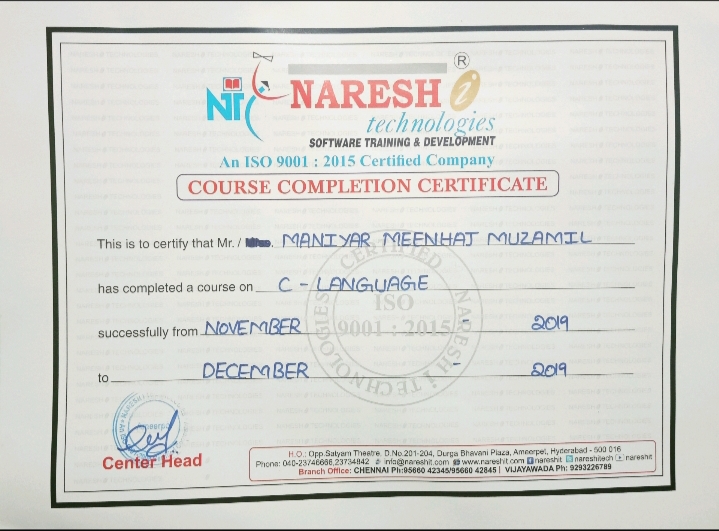 NT NARESH i ®
technologies
SOFTWARE TRAINING & DEVELOPMENT
An ISO 9001 : 2015 Certified Company
COURSE COMPLETION CERTIFICATE
This is to certify that Mr. / MANIYAR MEENHAJ MUZAMIL
has completed a course on C - LANGUAGE
successfully from NOVEMBER - 2019
to DECEMBER - 2019
CERTIFIED
ISO
9001 : 2015
NARESH i TECHNOLOGIES
Center Head
H.O.: Opp.Satyam Theatre, D.No.201-204, Durga Bhavani Plaza, Ameerpet, Hyderabad - 500 016
Phone: 040-23746666,23734842 info@nareshit.com www.nareshit.com nareshit nareshitech nareshit
Branch Office: CHENNAI Ph:95660 42345/95660 42845 | VIJAYAWADA Ph: 9293226789